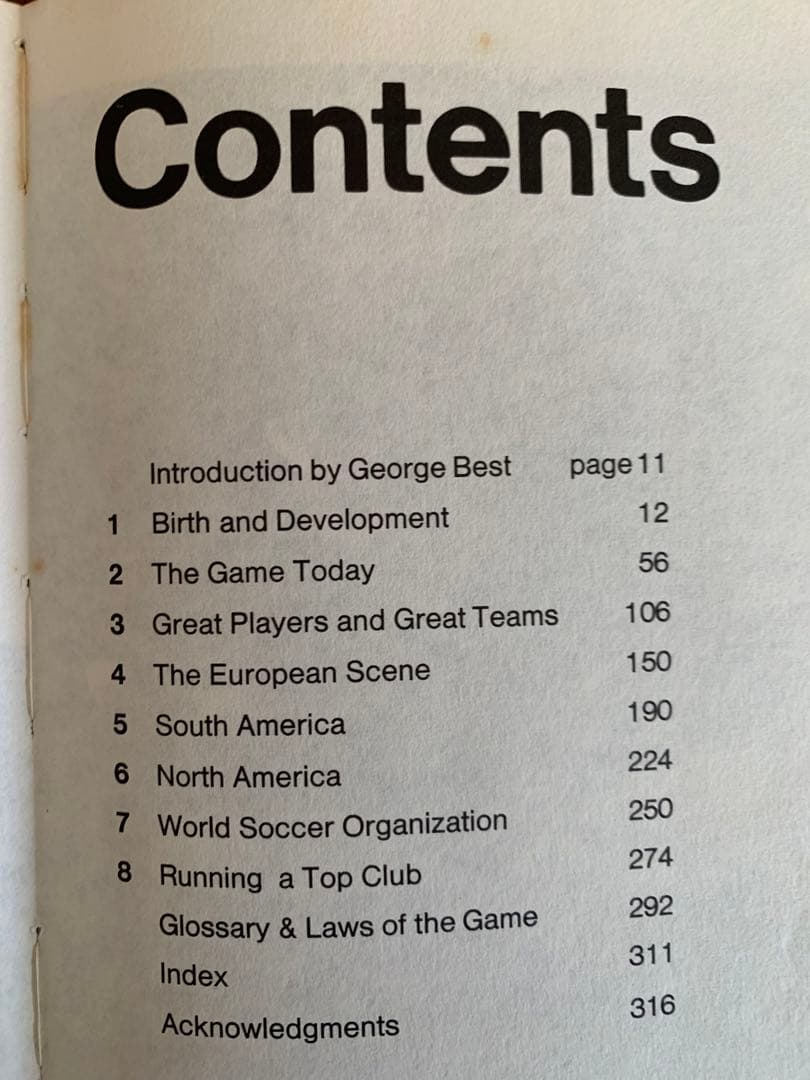 Contents
Introduction by George Best page 11
1 Birth and Development 12
2 The Game Today 56
3 Great Players and Great Teams 106
4 The European Scene 150
5 South America 190
6 North America 224
7 World Soccer Organization 250
8 Running a Top Club 274
Glossary & Laws of the Game 292
Index 311
Acknowledgments 316